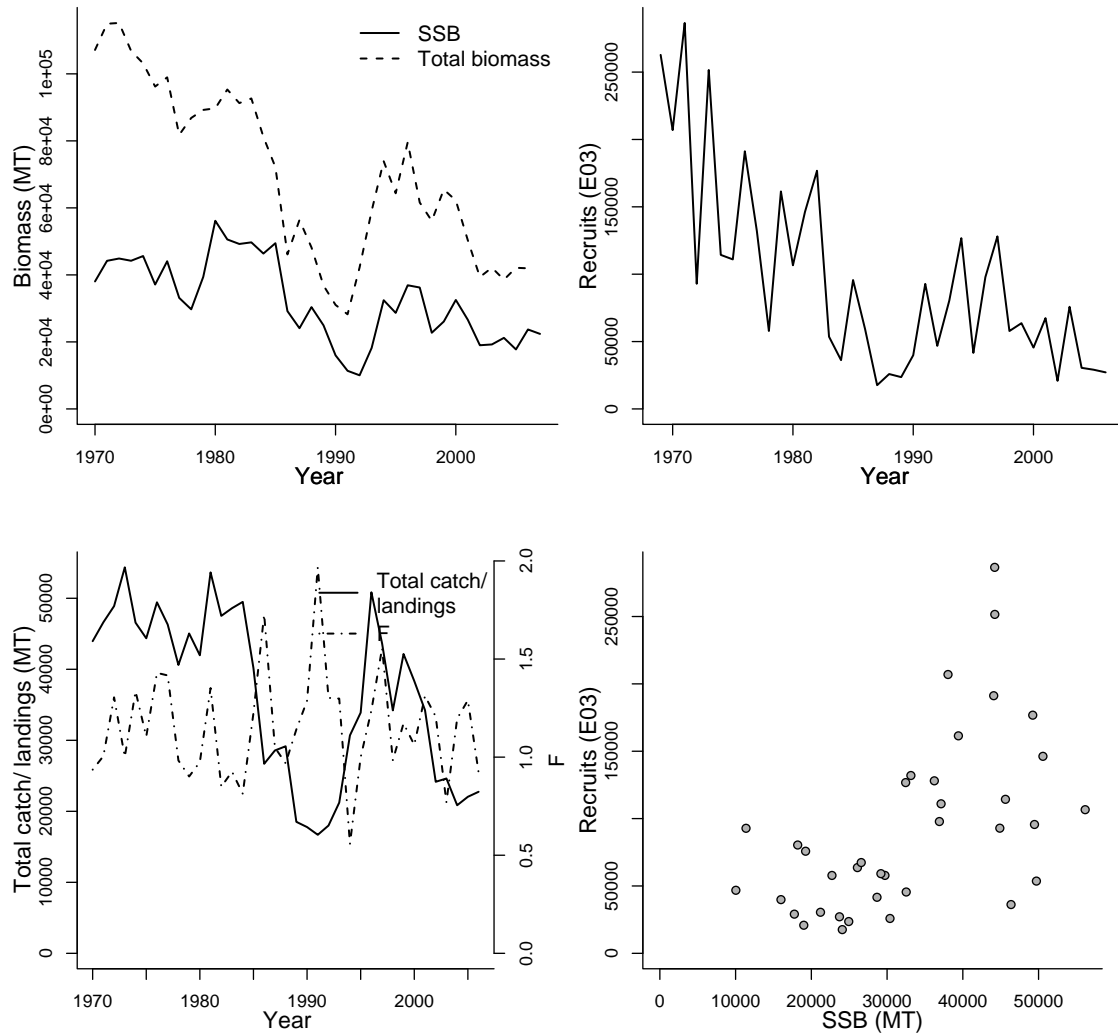 SSB
Total biomass
Biomass (MT)
0e+00
2e+04
4e+04
6e+04
8e+04
1e+05
1970
1980
1990
2000
Year
Recruits (E03)
0
50000
150000
250000
1970
1980
1990
2000
Year
Total catch/
landings
F
Total catch/ landings (MT)
0
10000
20000
30000
40000
50000
F
0.0
0.5
1.0
1.5
2.0
1970
1980
1990
2000
Year
Recruits (E03)
0
50000
150000
250000
0
10000
20000
30000
40000
50000
SSB (MT)